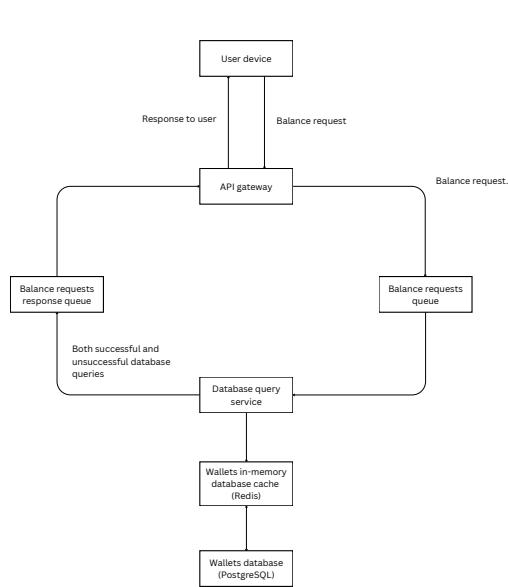 User device
Response to user
Balance request
API gateway
Balance request.
Balance requests
response queue
Balance requests
queue
Both successful and
unsuccessful database
queries
Database query
service
Wallets in-memory
database cache
(Redis)
Wallets database
(PostgreSQL)